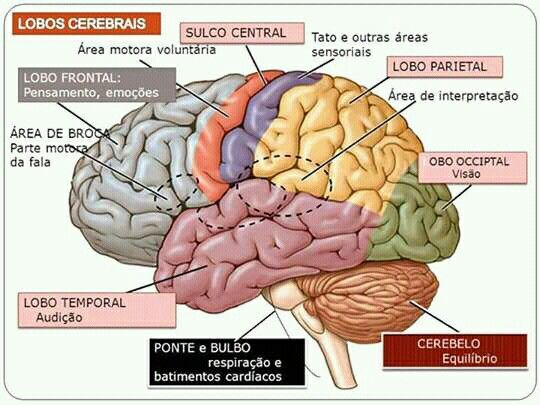 LOBOS CEREBRAIS
SULCO CENTRAL
Tato e outras áreas
sensoriais
Área motora voluntária
LOBO PARIETAL
LOBO FRONTAL:
Pensamento, emoções
Área de interpretação
ÁREA DE BROCA
Parte motora
da fala
OBO OCCIPTAL
Visão
LOBO TEMPORAL
Audição
PONTE e BULBO
respiração e
batimentos cardíacos
CEREBELO
Equilíbrio